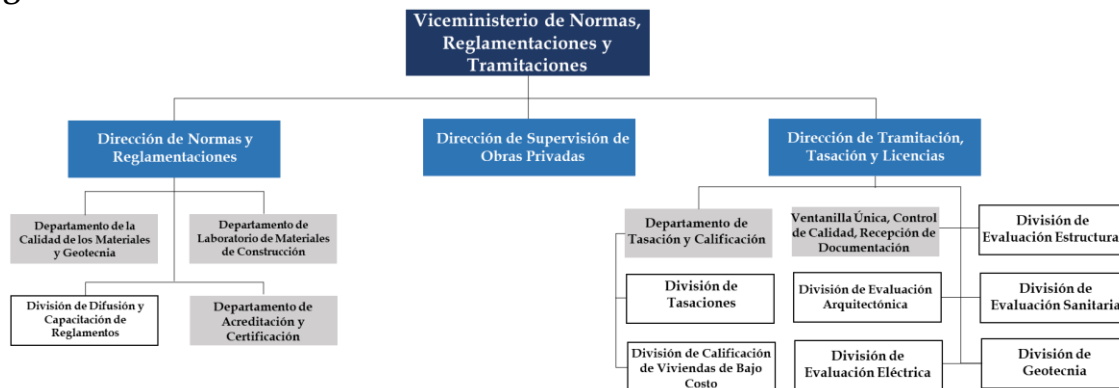 Viceministerio de Normas,
Reglamentaciones y
Tramitaciones
Dirección de Normas y
Reglamentaciones
Dirección de Supervisión de
Obras Privadas
Dirección de Tramitación,
Tasación y Licencias
Departamento de la
Calidad de los Materiales
y Geotecnia
Departamento de
Laboratorio de Materiales
de Construcción
División de Difusión y
Capacitación de
Reglamentos
Departamento de
Acreditación y
Certificación
Departamento de
Tasación y Calificación
Ventanilla Única, Control
de Calidad, Recepción de
Documentación
División de
Evaluación Estructura
División de
Tasaciones
División de Evaluación
Arquitectónica
División de
Evaluación Sanitaria
División de Calificación
de Viviendas de Bajo
Costo
División de
Evaluación Eléctrica
División de
Geotecnia